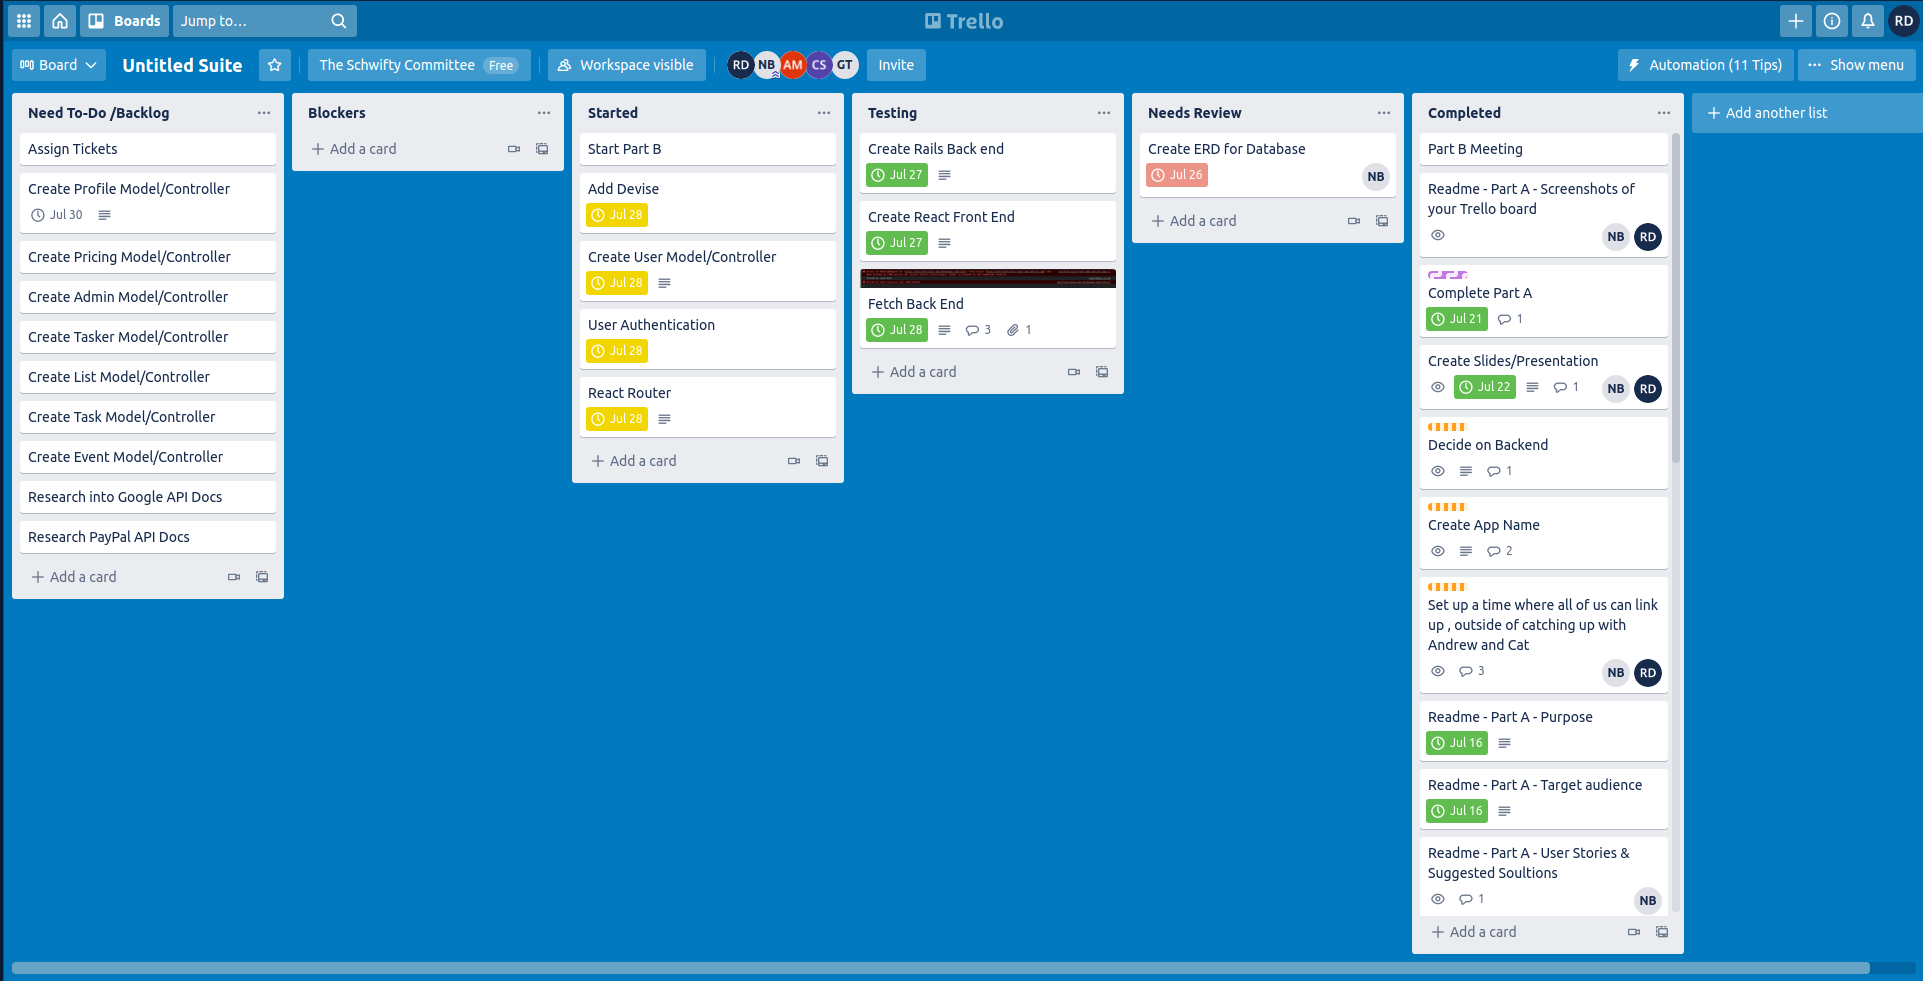 Boards
Jump to...
Trello
RD
Board
Untitled Suite
The Schwifty Committee Free
Workspace visible
RD NB AM CS GT
Invite
Automation (11 Tips)
Show menu
Need To-Do /Backlog
Assign Tickets
Create Profile Model/Controller
Jul 30
Create Pricing Model/Controller
Create Admin Model/Controller
Create Tasker Model/Controller
Create List Model/Controller
Create Task Model/Controller
Create Event Model/Controller
Research into Google API Docs
Research PayPal API Docs
+ Add a card
Blockers
+ Add a card
Started
Start Part B
Add Devise
Jul 28
Create User Model/Controller
Jul 28
User Authentication
Jul 28
React Router
Jul 28
+ Add a card
Testing
Create Rails Back end
Jul 27
Create React Front End
Jul 27
Fetch Back End
Jul 28 3 1
+ Add a card
Needs Review
Create ERD for Database
Jul 26
NB
+ Add a card
Completed
Part B Meeting
Readme - Part A - Screenshots of
your Trello board
NB RD
Complete Part A
Jul 21 1
Create Slides/Presentation
Jul 22 1 NB RD
Decide on Backend
1
Create App Name
2
Set up a time where all of us can link
up , outside of catching up with
Andrew and Cat
3 NB RD
Readme - Part A - Purpose
Jul 16
Readme - Part A - Target audience
Jul 16
Readme - Part A - User Stories &
Suggested Soultions
1 NB
+ Add a card
+ Add another list